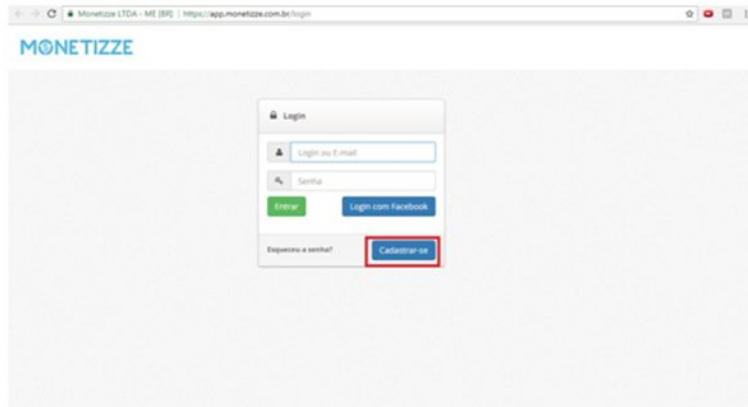 Monetizze LTDA - ME [BR] | https://app.monetizze.com.br/login
MONETIZZE
Login
Login ou E-mail
Senha
Entrar
Login com Facebook
Esqueceu a senha?
Cadastrar-se